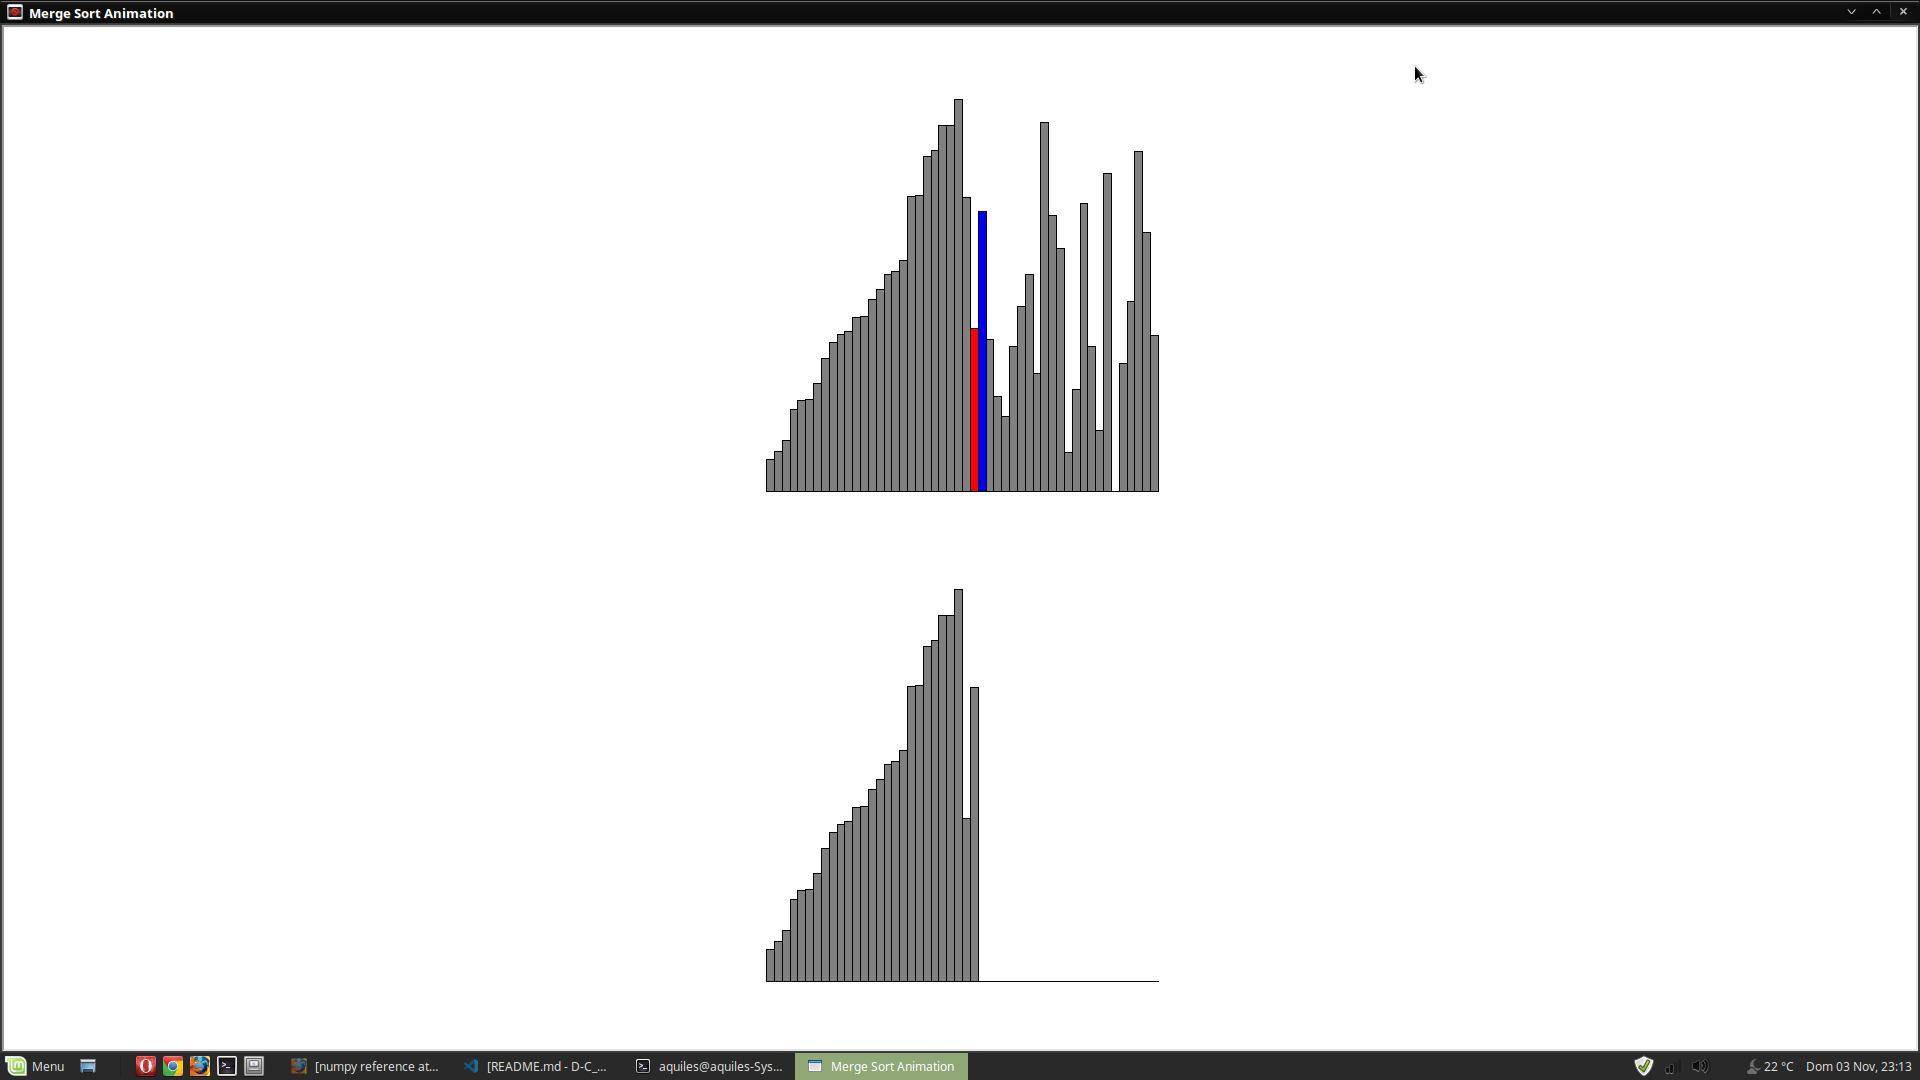 Merge Sort Animation
Menu
[numpy reference at...
[README.md - D-C_...
aquiles@aquiles-Sys...
Merge Sort Animation
22 °C
Dom 03 Nov, 23:13